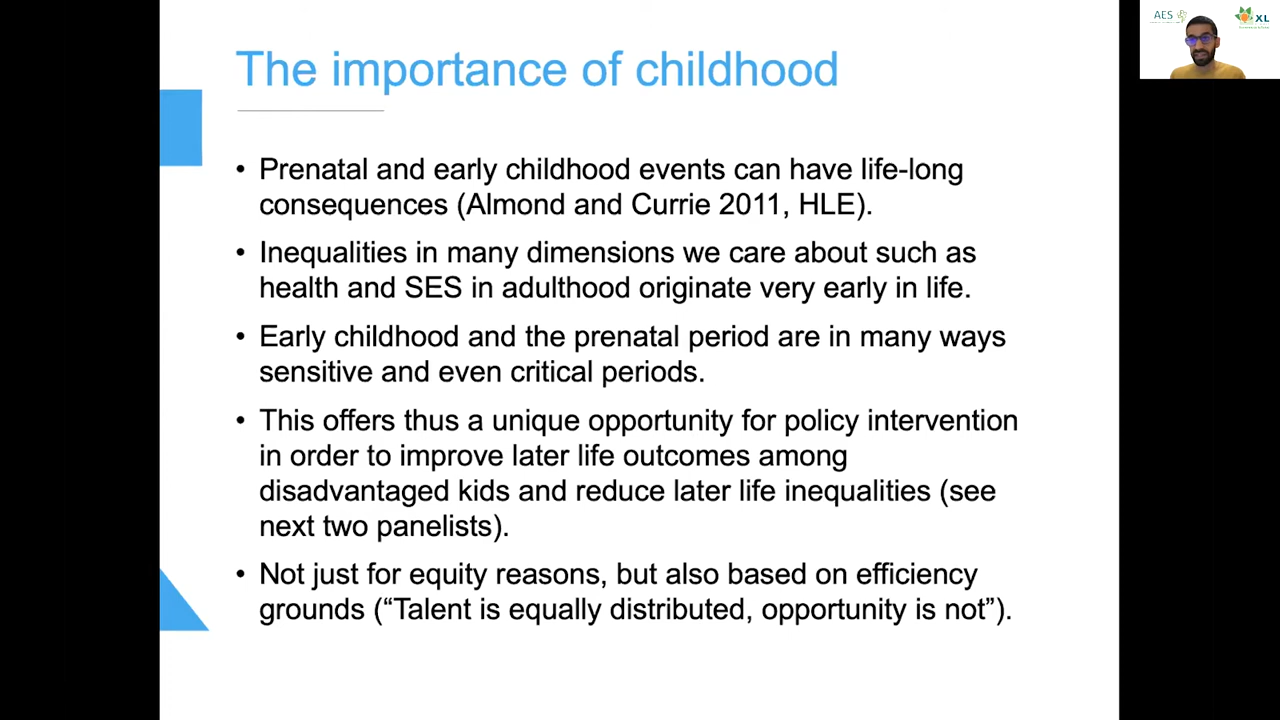 AES
XL
The importance of childhood
• Prenatal and early childhood events can have life-long
consequences (Almond and Currie 2011, HLE).
• Inequalities in many dimensions we care about such as
health and SES in adulthood originate very early in life.
• Early childhood and the prenatal period are in many ways
sensitive and even critical periods.
• This offers thus a unique opportunity for policy intervention
in order to improve later life outcomes among
disadvantaged kids and reduce later life inequalities (see
next two panelists).
• Not just for equity reasons, but also based on efficiency
grounds (“Talent is equally distributed, opportunity is not”).